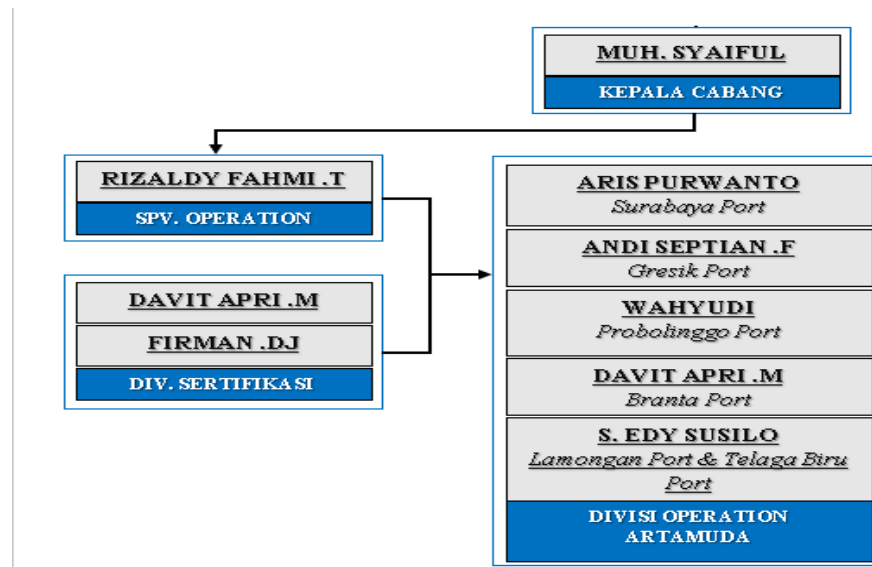 MUH. SYAIFUL
KEPALA CABANG
RIZALDY FAHMI .T
SPV. OPERATION
DAVIT APRI .M
FIRMAN .DJ
DIV. SERTIFIKASI
ARIS PURWANTO
Surabaya Port
ANDI SEPTIAN .F
Gresik Port
WAHYUDI
Probolinggo Port
DAVIT APRI .M
Branta Port
S. EDY SUSILO
Lamongan Port & Telaga Biru
Port
DIVISI OPERATION
ARTAMUDA